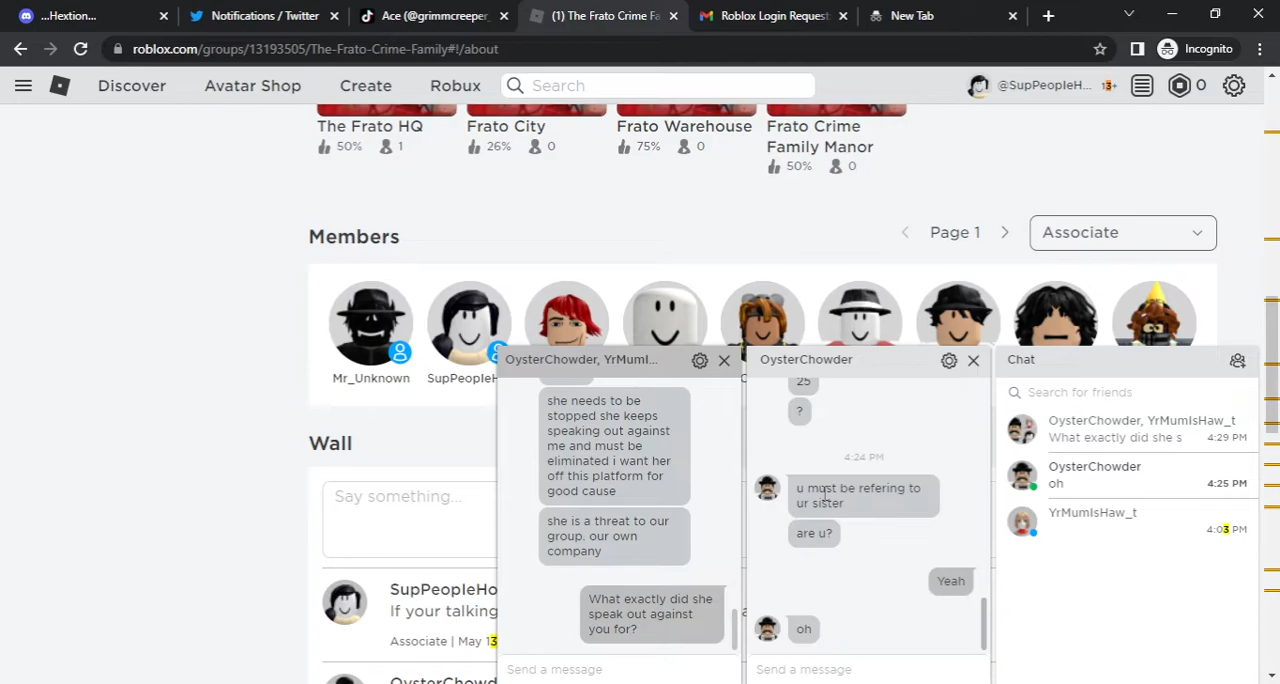 ...Hextion...
Notifications / Twitter
Ace (@grimmcreeper_
(1) The Frato Crime Fa
Roblox Login Request
New Tab
roblox.com/groups/13193505/The-Frato-Crime-Family#!/about
Incognito
Discover
Avatar Shop
Create
Robux
Search
@SupPeopleH...
13+
0
The Frato HQ
50%
1
Frato City
26%
0
Frato Warehouse
75%
0
Frato Crime
Family Manor
50%
0
Members
Page 1
Associate
Mr_Unknown
SupPeopleH
Wall
Say something...
SupPeopleHo
If your talking
Associate | May 13
OysterChowder
OysterChowder, YrMumI...
she needs to be
stopped she keeps
speaking out against
me and must be
eliminated i want her
off this platform for
good cause
she is a threat to our
group. our own
company
What exactly did she
speak out against
you for?
Send a message
OysterChowder
25
?
4:24 PM
u must be refering to
ur sister
are u?
Yeah
oh
Send a message
Chat
Search for friends
OysterChowder, YrMumIsHaw_t
What exactly did she s
4:29 PM
OysterChowder
oh
4:25 PM
YrMumIsHaw_t
4:03 PM